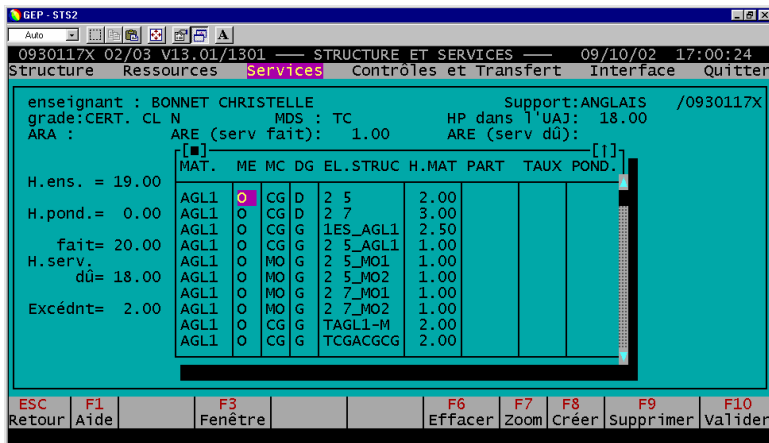 GEP - STS2
Auto
A
0930117X 02/03 V13.01/1301 —— STRUCTURE ET SERVICES —— 09/10/02 17:00:24
Structure Ressources Services Contrôles et Transfert Interface Quitter
enseignant : BONNET CHRISTELLE Support:ANGLAIS /0930117X
grade:CERT. CL N MDS : TC HP dans l'UAJ: 18.00
ARA : ARE (serv fait): 1.00 ARE (serv dû):
MAT. ME MC DG EL.STRUC H.MAT PART TAUX POND.
H.ens. = 19.00
H.pond.= 0.00
fait= 20.00
H.serv.
dû= 18.00
Excédnt= 2.00
AGL1 O CG D 2 5 2.00
AGL1 O CG D 2 7 3.00
AGL1 O CG G 1ES_AGL1 2.50
AGL1 O CG G 2 5_AGL1 1.00
AGL1 O MO G 2 5_MO1 1.00
AGL1 O MO G 2 5_MO2 1.00
AGL1 O MO G 2 7_MO1 1.00
AGL1 O MO G 2 7_MO2 1.00
AGL1 O CG G TAGL1-M 2.00
AGL1 O CG G TCGACGCG 2.00
ESC F1 F3 F6 F7 F8 F9 F10
Retour Aide Fenêtre Effacer Zoom Créer Supprimer Valider